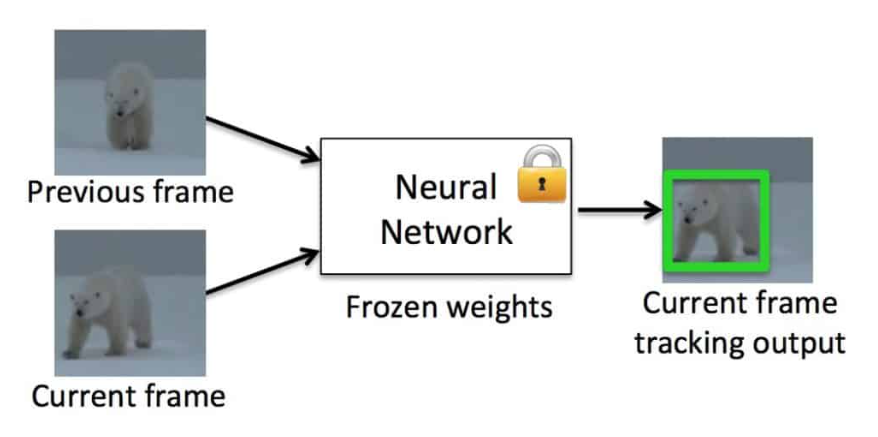 Previous frame
Neural
Network
Current frame
Frozen weights
Current frame
tracking output